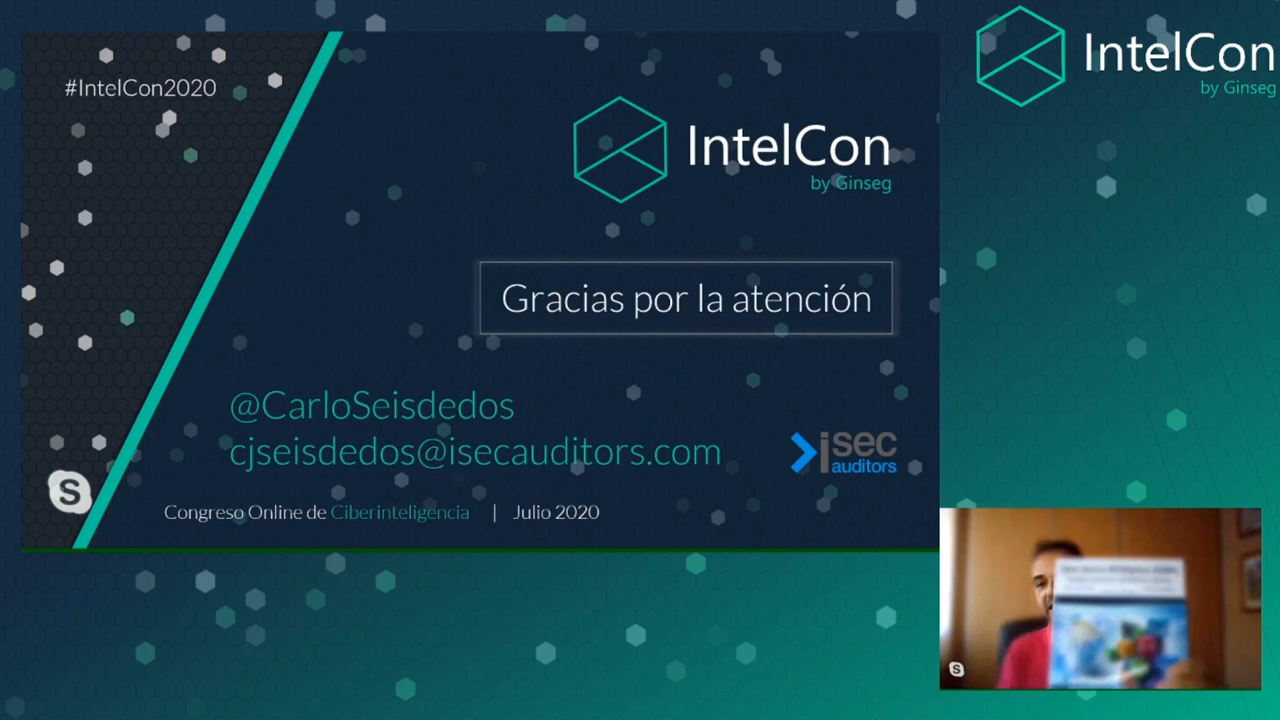 #IntelCon2020
IntelCon
by Ginseg
IntelCon
by Ginseg
Gracias por la atención
@CarloSeisdedos
cjseisdedos@isecauditors.com
isec
auditors
Congreso Online de Ciberinteligencia | Julio 2020